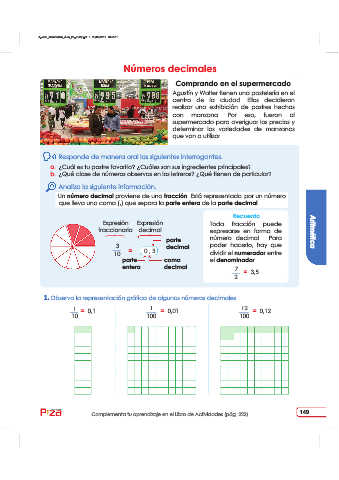 Números decimales
Comprando en el supermercado
Agustín y Walter tienen una pastelería en el
centro de la ciudad. Ellos decidieron
realizar una exhibición de postres hechos
con manzana. Por eso, fueron al
supermercado para averiguar los precios y
determinar las variedades de manzanas
que van a utilizar
Responde de manera oral las siguientes interrogantes.
a. ¿Cuál es tu postre favorito? ¿Cuáles son sus ingredientes principales?
b. ¿Qué clase de números observas en los letreros? ¿Qué tienen de particular?
Analiza la siguiente información.
Un número decimal proviene de una fracción. Está representado por un número
que lleva una coma (,) que separa la parte entera de la parte decimal
Expresión Expresión
fraccionaria decimal
3/10 = 0,3
parte
decimal
parte
entera
coma
decimal
Recuerda
Toda fracción puede
expresarse en forma de
número decimal. Para
poder hacerlo, hay que
dividir el numerador entre
el denominador
7/2 = 3,5
Aritmética
1. Observa la representación gráfica de algunos números decimales
1/10 = 0,1
1/100 = 0,01
12/100 = 0,12
Complementa tu aprendizaje en el Libro de Actividades (pág.
149